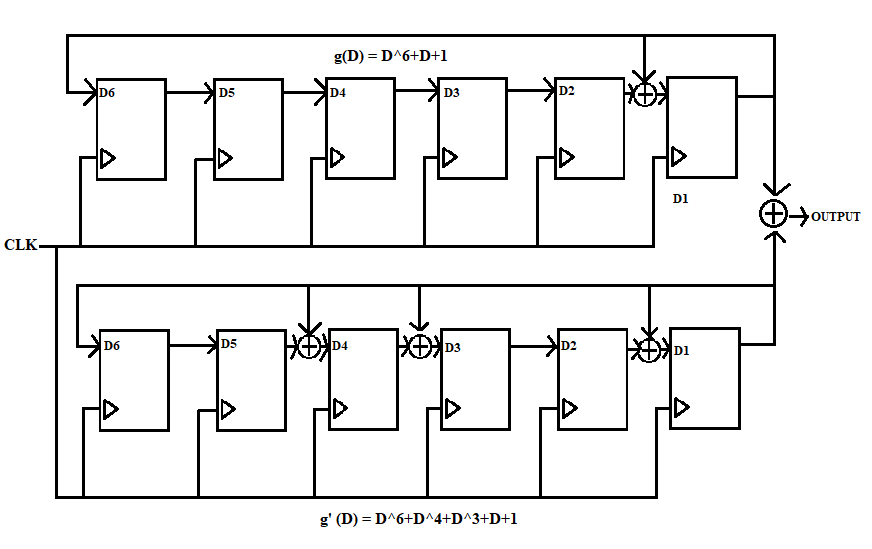 g(D) = D^6+D+1
D6 D5 D4 D3 D2
D1
OUTPUT
CLK
D6 D5 D4 D3 D2 D1
g' (D) = D^6+D^4+D^3+D+1